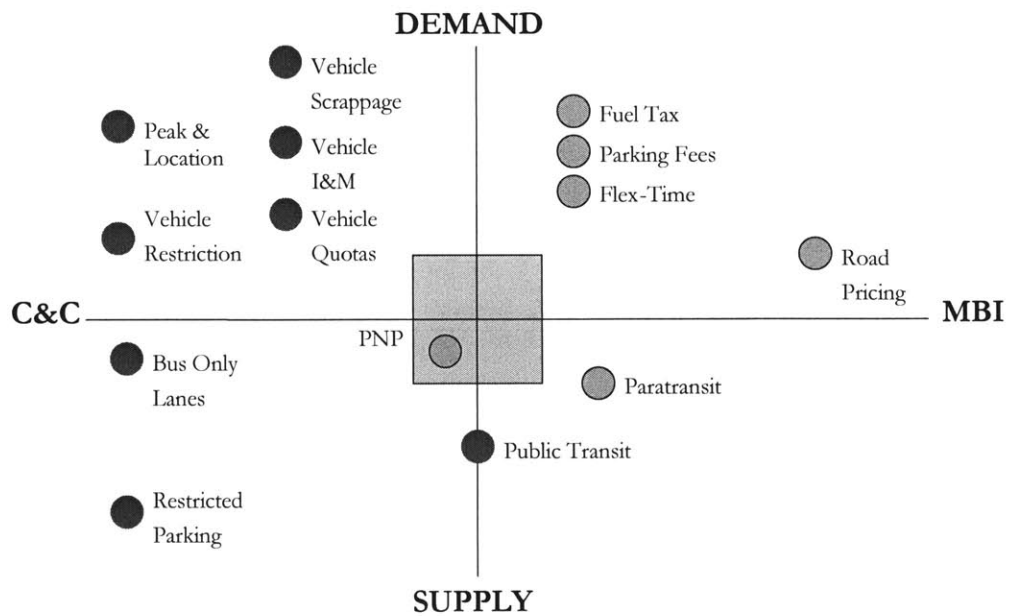 DEMAND
Vehicle
Scrappage
Peak &
Location
Vehicle
I&M
Vehicle
Restriction
Vehicle
Quotas
Fuel Tax
Parking Fees
Flex-Time
Road
Pricing
C&C
MBI
PNP
Bus Only
Lanes
Paratransit
Public Transit
Restricted
Parking
SUPPLY